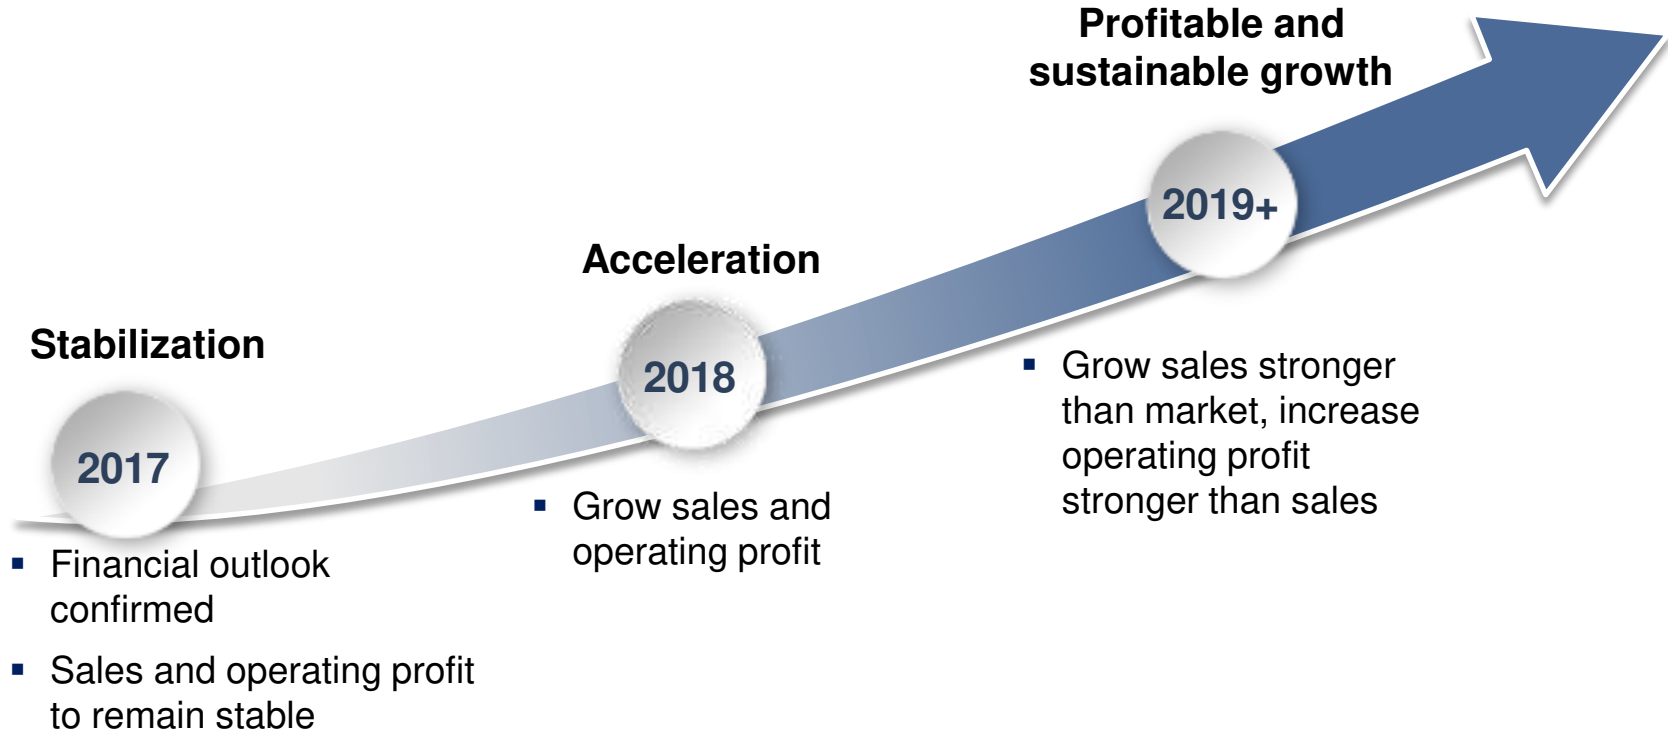 Stabilization
2017
▪ Financial outlook
confirmed
▪ Sales and operating profit
to remain stable
Acceleration
2018
▪ Grow sales and
operating profit
Profitable and
sustainable growth
2019+
▪ Grow sales stronger
than market, increase
operating profit
stronger than sales